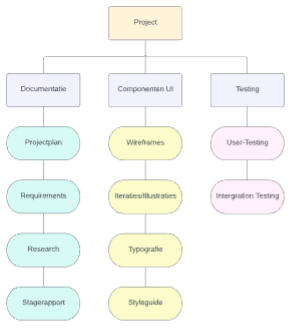 Project
Documentatie
Componenten UI
Testing
Projectplan
Wireframes
User-Testing
Requirements
Iteraties/Illustraties
Intergration Testing
Research
Typografie
Stagerapport
Styleguide